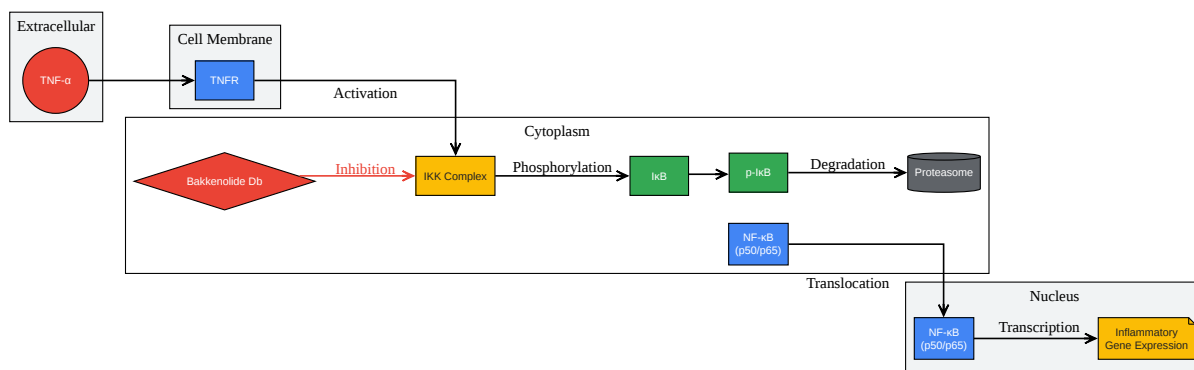 Extracellular
TNF-α
Cell Membrane
TNFR
Activation
Cytoplasm
Bakkenolide Db
Inhibition
IKK Complex
Phosphorylation
IκB
p-IκB
Degradation
Proteasome
NF-κB
(p50/p65)
Translocation
Nucleus
NF-κB
(p50/p65)
Transcription
Inflammatory
Gene Expression